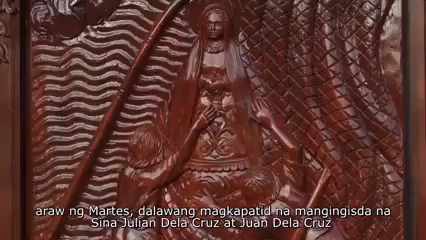 araw ng Martes, dalawang magkapatid na mangingisda na
Sina Julian Dela Cruz at Juan Dela Cruz